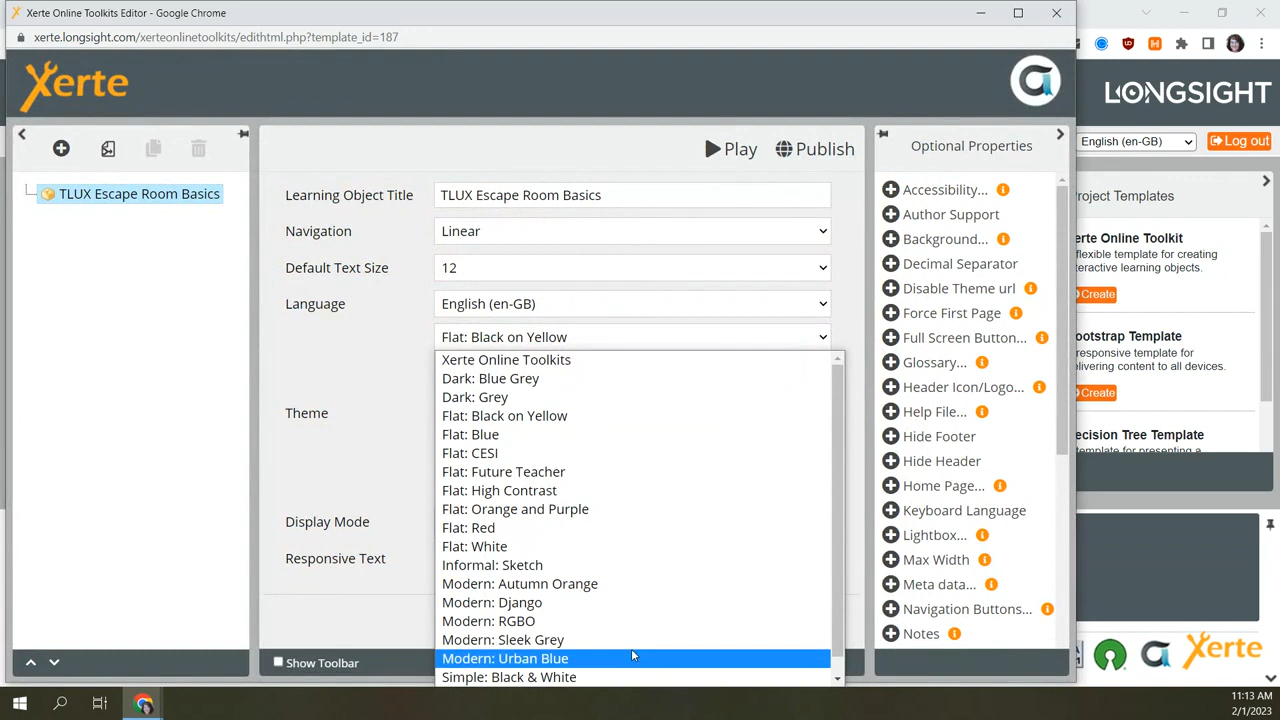 Xerte Online Toolkits Editor - Google Chrome
xerte.longsight.com/xerteonlinetoolkits/edithtml.php?template_id=187
Xerte
LONGSIGHT
English (en-GB)
Log out
TLUX Escape Room Basics
Play
Publish
Learning Object Title
TLUX Escape Room Basics
Navigation
Linear
Default Text Size
12
Language
English (en-GB)
Flat: Black on Yellow
Theme
Xerte Online Toolkits
Dark: Blue Grey
Dark: Grey
Flat: Black on Yellow
Flat: Blue
Flat: CESI
Flat: Future Teacher
Flat: High Contrast
Flat: Orange and Purple
Flat: Red
Flat: White
Informal: Sketch
Modern: Autumn Orange
Modern: Django
Modern: RGBO
Modern: Sleek Grey
Modern: Urban Blue
Simple: Black & White
Display Mode
Responsive Text
Show Toolbar
Optional Properties
Accessibility...
Author Support
Background...
Decimal Separator
Disable Theme url
Force First Page
Full Screen Button...
Glossary...
Header Icon/Logo...
Help File...
Hide Footer
Hide Header
Home Page...
Keyboard Language
Lightbox...
Max Width
Meta data...
Navigation Buttons...
Notes
roject Templates
erte Online Toolkit
flexible template for creating
teractive learning objects.
Create
ootstrap Template
responsive template for
elivering content to all devices.
Create
ecision Tree Template
template for presenting a
Xerte
11:13 AM
2/1/2023